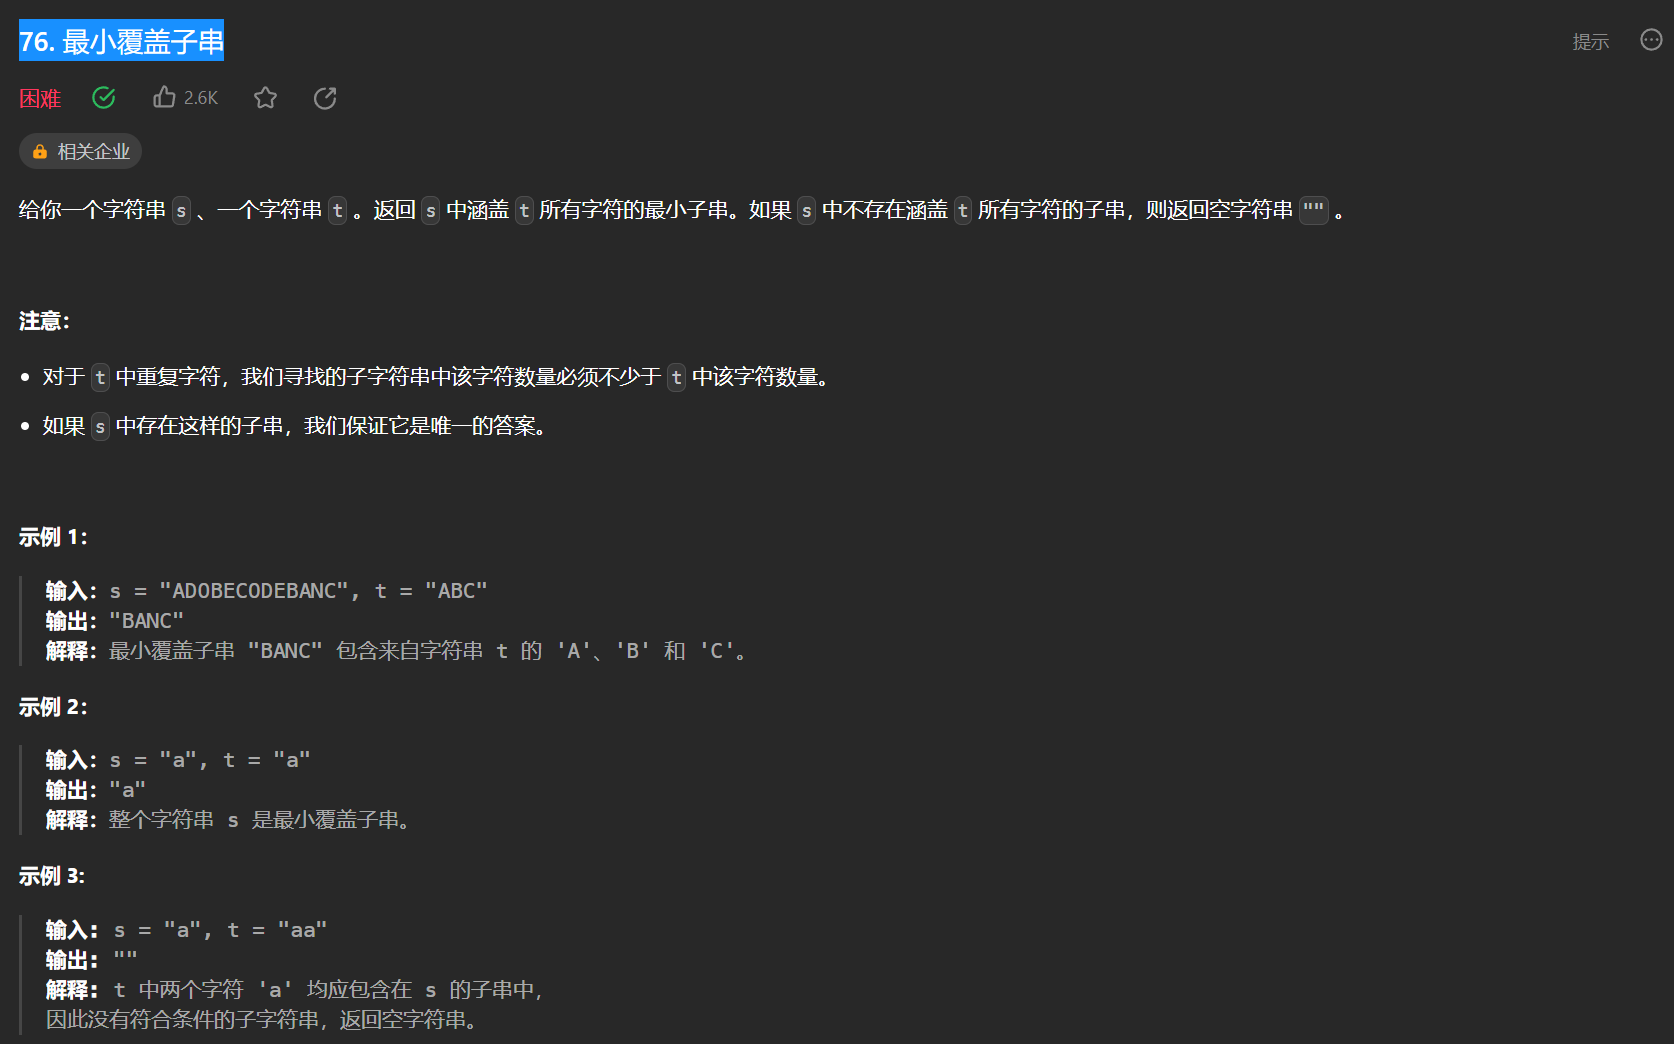 76. 最小覆盖子串
提示
困难 2.6K
相关企业
给你一个字符串 s 、一个字符串 t 。返回 s 中涵盖 t 所有字符的最小子串。如果 s 中不存在涵盖 t 所有字符的子串，则返回空字符串 "" 。
注意：
对于 t 中重复字符，我们寻找的子字符串中该字符数量必须不少于 t 中该字符数量。
如果 s 中存在这样的子串，我们保证它是唯一的答案。
示例 1：
输入：s = "ADOBECODEBANC", t = "ABC"
输出："BANC"
解释：最小覆盖子串 "BANC" 包含来自字符串 t 的 'A'、'B' 和 'C'。
示例 2：
输入：s = "a", t = "a"
输出："a"
解释：整个字符串 s 是最小覆盖子串。
示例 3:
输入: s = "a", t = "aa"
输出: ""
解释: t 中两个字符 'a' 均应包含在 s 的子串中，
因此没有符合条件的子字符串，返回空字符串。